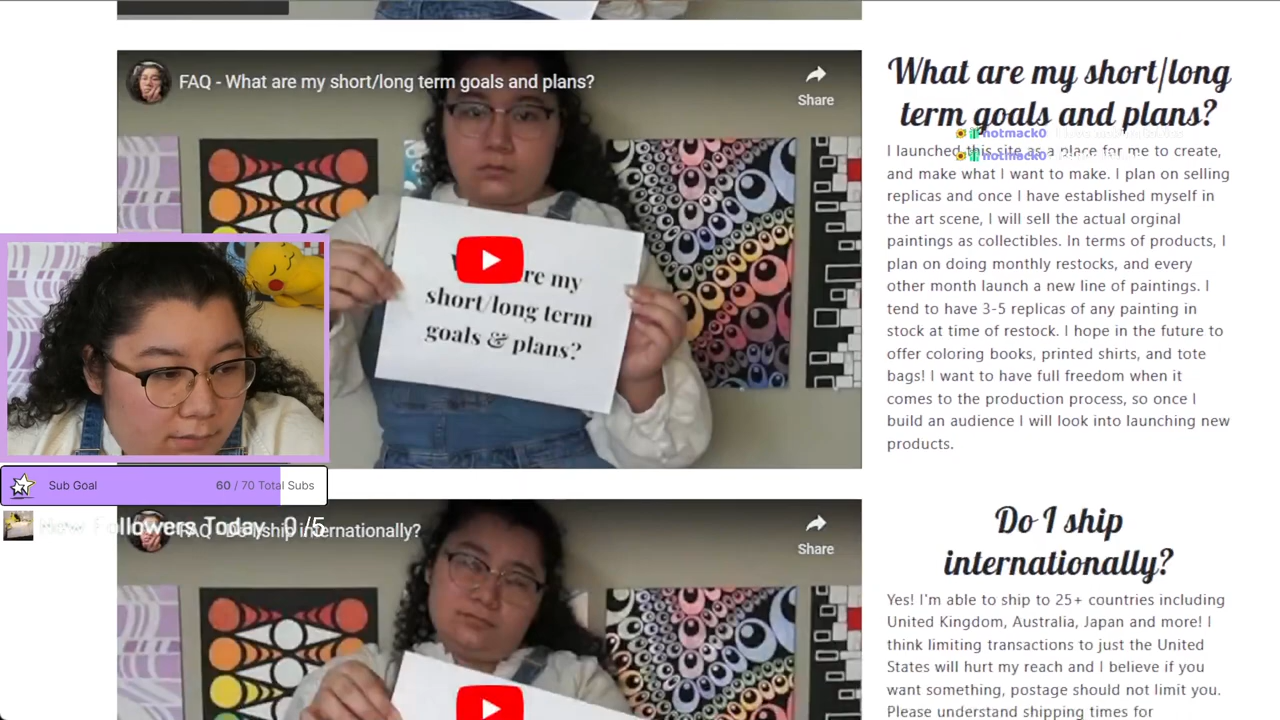 FAQ - What are my short/long term goals and plans?
Share
re my
short/long term
goals & plans?
What are my short/long
term goals and plans?
notmack0
notmack0
I launched this site as a place for me to create,
and make what I want to make. I plan on selling
replicas and once I have established myself in
the art scene, I will sell the actual orginal
paintings as collectibles. In terms of products, I
plan on doing monthly restocks, and every
other month launch a new line of paintings. I
tend to have 3-5 replicas of any painting in
stock at time of restock. I hope in the future to
offer coloring books, printed shirts, and tote
bags! I want to have full freedom when it
comes to the production process, so once I
build an audience I will look into launching new
products.
Sub Goal
60 / 70 Total Subs
New Followers Today 0 /5
FAQ - Do I ship internationally?
Share
Do I ship
internationally?
Yes! I'm able to ship to 25+ countries including
United Kingdom, Australia, Japan and more! I
think limiting transactions to just the United
States will hurt my reach and I believe if you
want something, postage should not limit you.
Please understand shipping times for